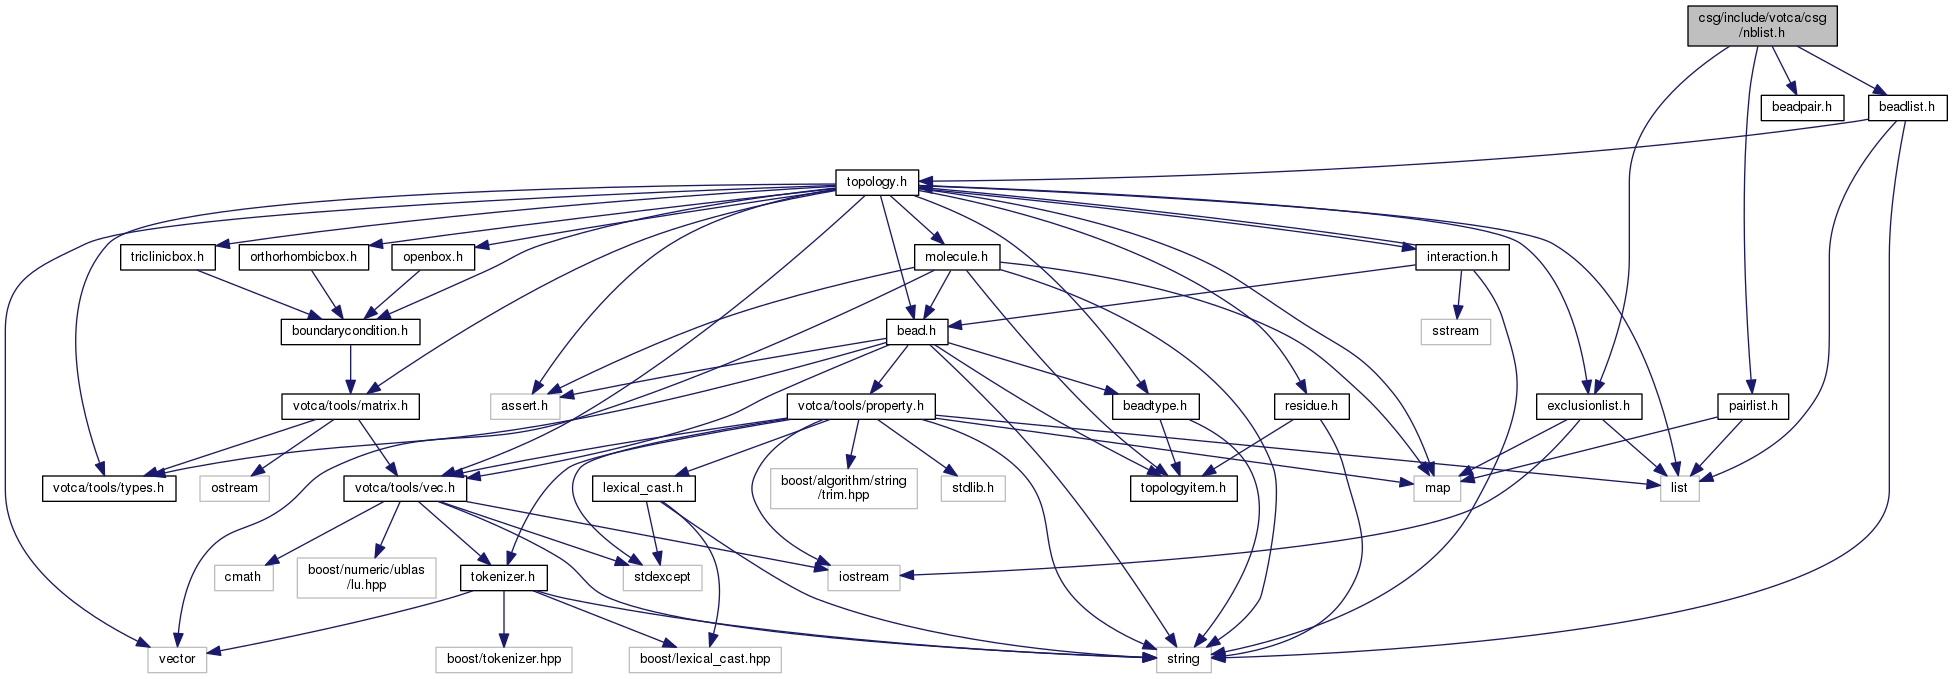 csg/include/votca/csg
/nblist.h
beadpair.h
beadlist.h
topology.h
triclinicbox.h
orthorhombicbox.h
openbox.h
molecule.h
interaction.h
boundarycondition.h
bead.h
sstream
votca/tools/matrix.h
assert.h
votca/tools/property.h
beadtype.h
residue.h
exclusionlist.h
pairlist.h
votca/tools/types.h
ostream
votca/tools/vec.h
lexical_cast.h
boost/algorithm/string
/trim.hpp
stdlib.h
topologyitem.h
map
list
cmath
boost/numeric/ublas
/lu.hpp
tokenizer.h
stdexcept
iostream
vector
boost/tokenizer.hpp
boost/lexical_cast.hpp
string